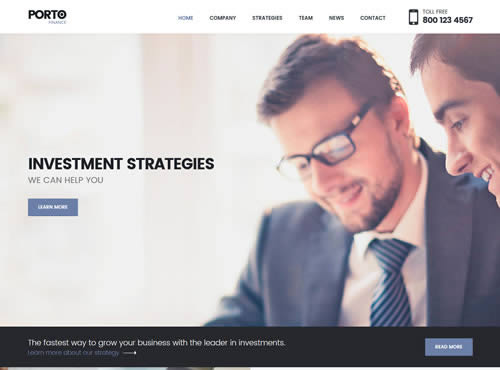 PORTO
FINANCE
HOME COMPANY STRATEGIES TEAM NEWS CONTACT
TOLL FREE
800 123 4567
INVESTMENT STRATEGIES
WE CAN HELP YOU
LEARN MORE
The fastest way to grow your business with the leader in investments.
Learn more about our strategy
READ MORE